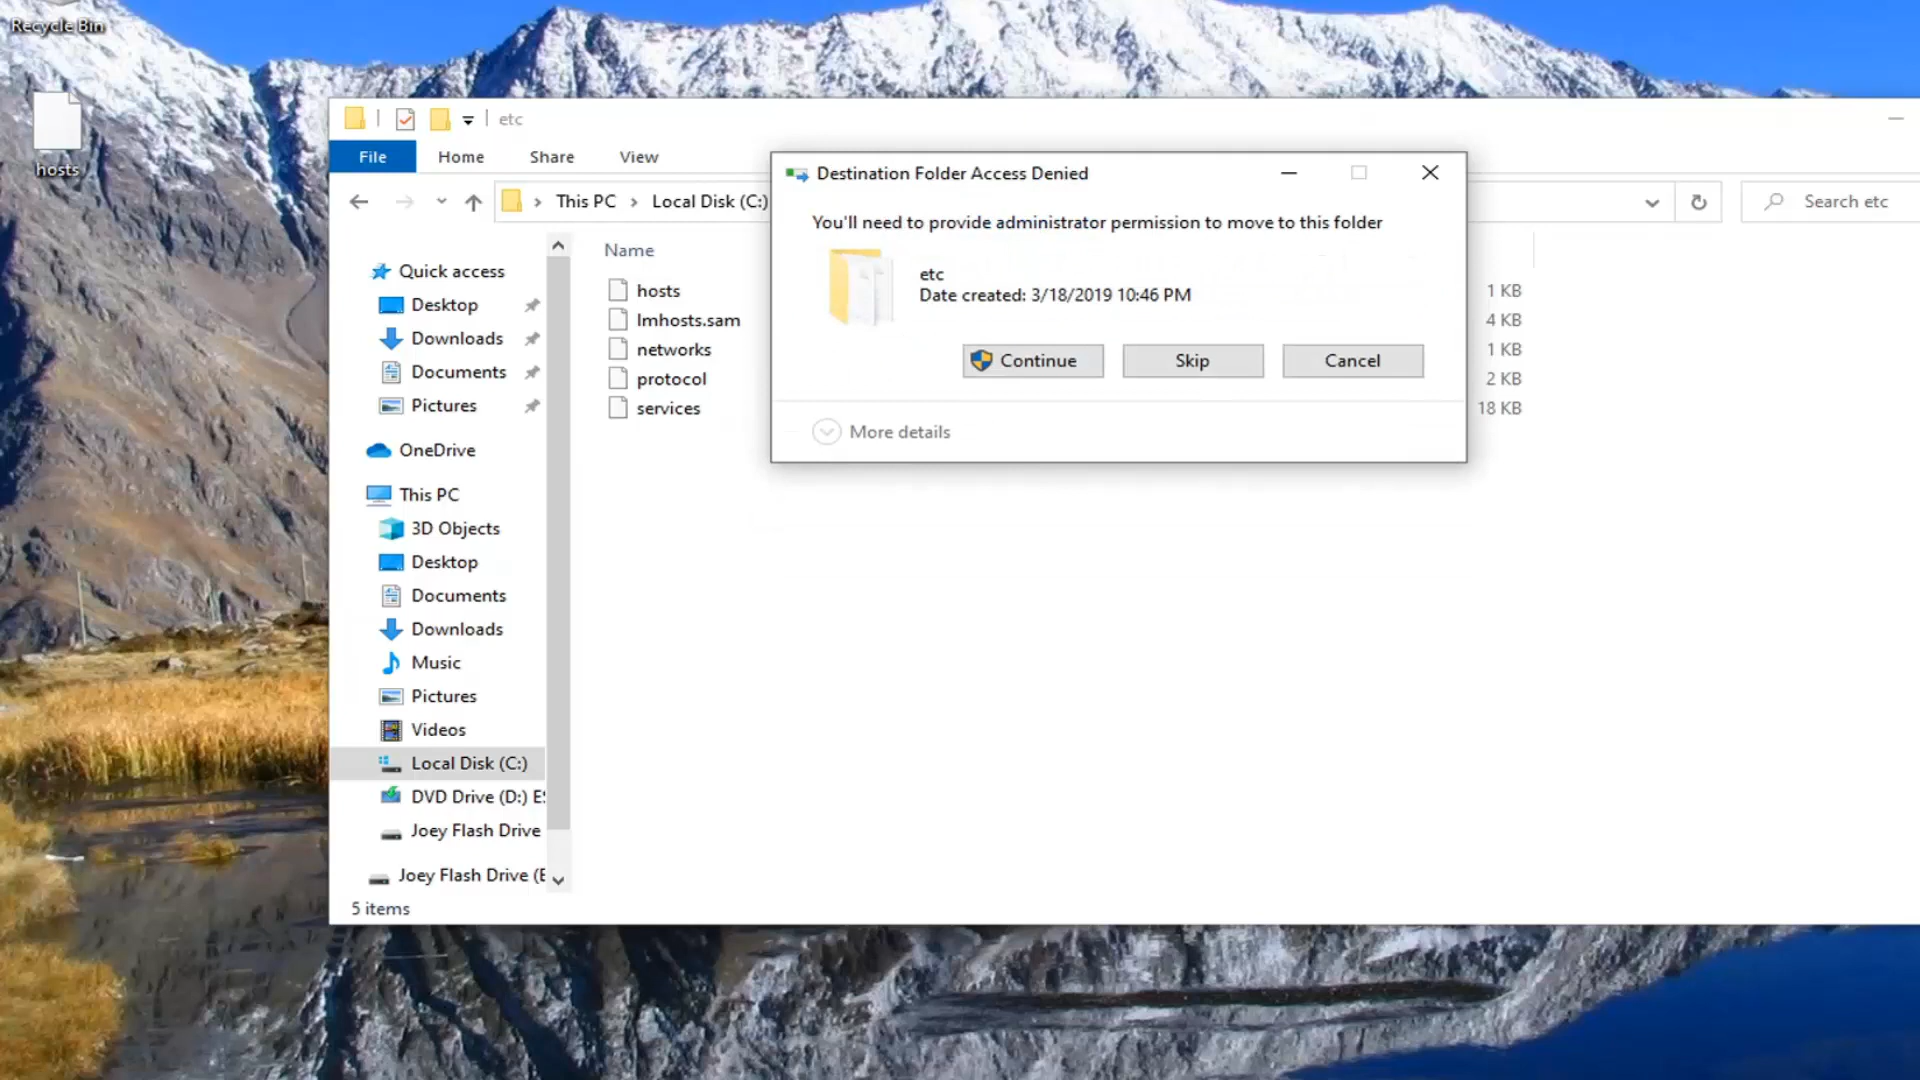 Recycle Bin
hosts
etc
File Home Share View
This PC Local Disk (C:)
Search etc
Destination Folder Access Denied
You'll need to provide administrator permission to move to this folder
etc
Date created: 3/18/2019 10:46 PM
Continue Skip Cancel
More details
Name
hosts 1 KB
lmhosts.sam 4 KB
networks 1 KB
protocol 2 KB
services 18 KB
Quick access
Desktop
Downloads
Documents
Pictures
OneDrive
This PC
3D Objects
Desktop
Documents
Downloads
Music
Pictures
Videos
Local Disk (C:)
DVD Drive (D:) ES
Joey Flash Drive
Joey Flash Drive (E
5 items